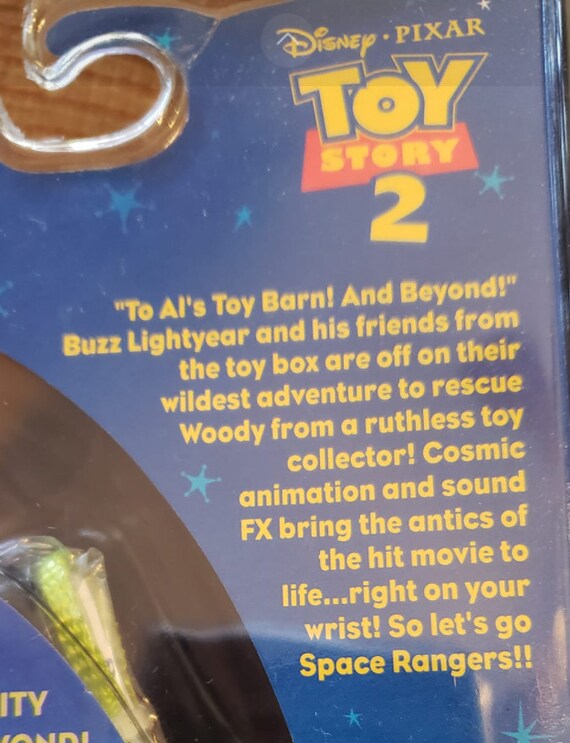 Disney · PIXAR
TOY
STORY
2
"To Al's Toy Barn! And Beyond!"
Buzz Lightyear and his friends from
the toy box are off on their
wildest adventure to rescue
Woody from a ruthless toy
collector! Cosmic
animation and sound
FX bring the antics of
the hit movie to
life...right on your
wrist! So let's go
Space Rangers!!
ITY